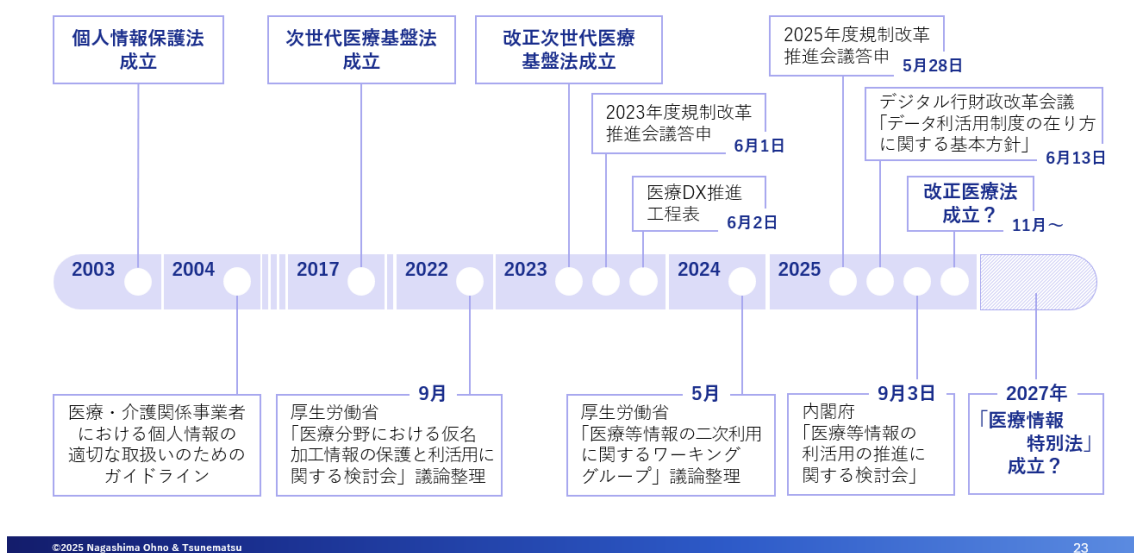 個人情報保護法
成立
次世代医療基盤法
成立
改正次世代医療
基盤法成立
2023年度規制改革
推進会議答申
6月1日
医療DX推進
工程表
6月2日
2025年度規制改革
推進会議答申
5月28日
デジタル行財政改革会議
「データ利活用制度の在り方
に関する基本方針」
6月13日
改正医療法
成立？
11月～
2003
2004
2017
2022
2023
2024
2025
医療・介護関係事業者
における個人情報の
適切な取扱いのための
ガイドライン
9月
厚生労働省
「医療分野における仮名
加工情報の保護と利活用に
関する検討会」議論整理
5月
厚生労働省
「医療等情報の二次利用
に関するワーキング
グループ」議論整理
9月3日
内閣府
「医療等情報の
利活用の推進に
関する検討会」
2027年
「医療情報
特別法」
成立？
©2025 Nagashima Ohno & Tsunematsu
23